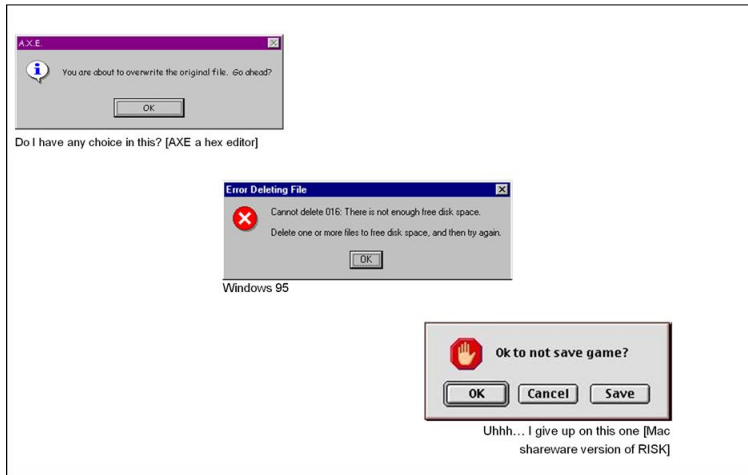 A.X.E.
You are about to overwrite the original file. Go ahead?
OK
Do I have any choice in this? [AXE a hex editor]
Error Deleting File
Cannot delete 016: There is not enough free disk space.
Delete one or more files to free disk space, and then try again.
OK
Windows 95
Ok to not save game?
OK Cancel Save
Uhhh... I give up on this one [Mac
shareware version of RISK]